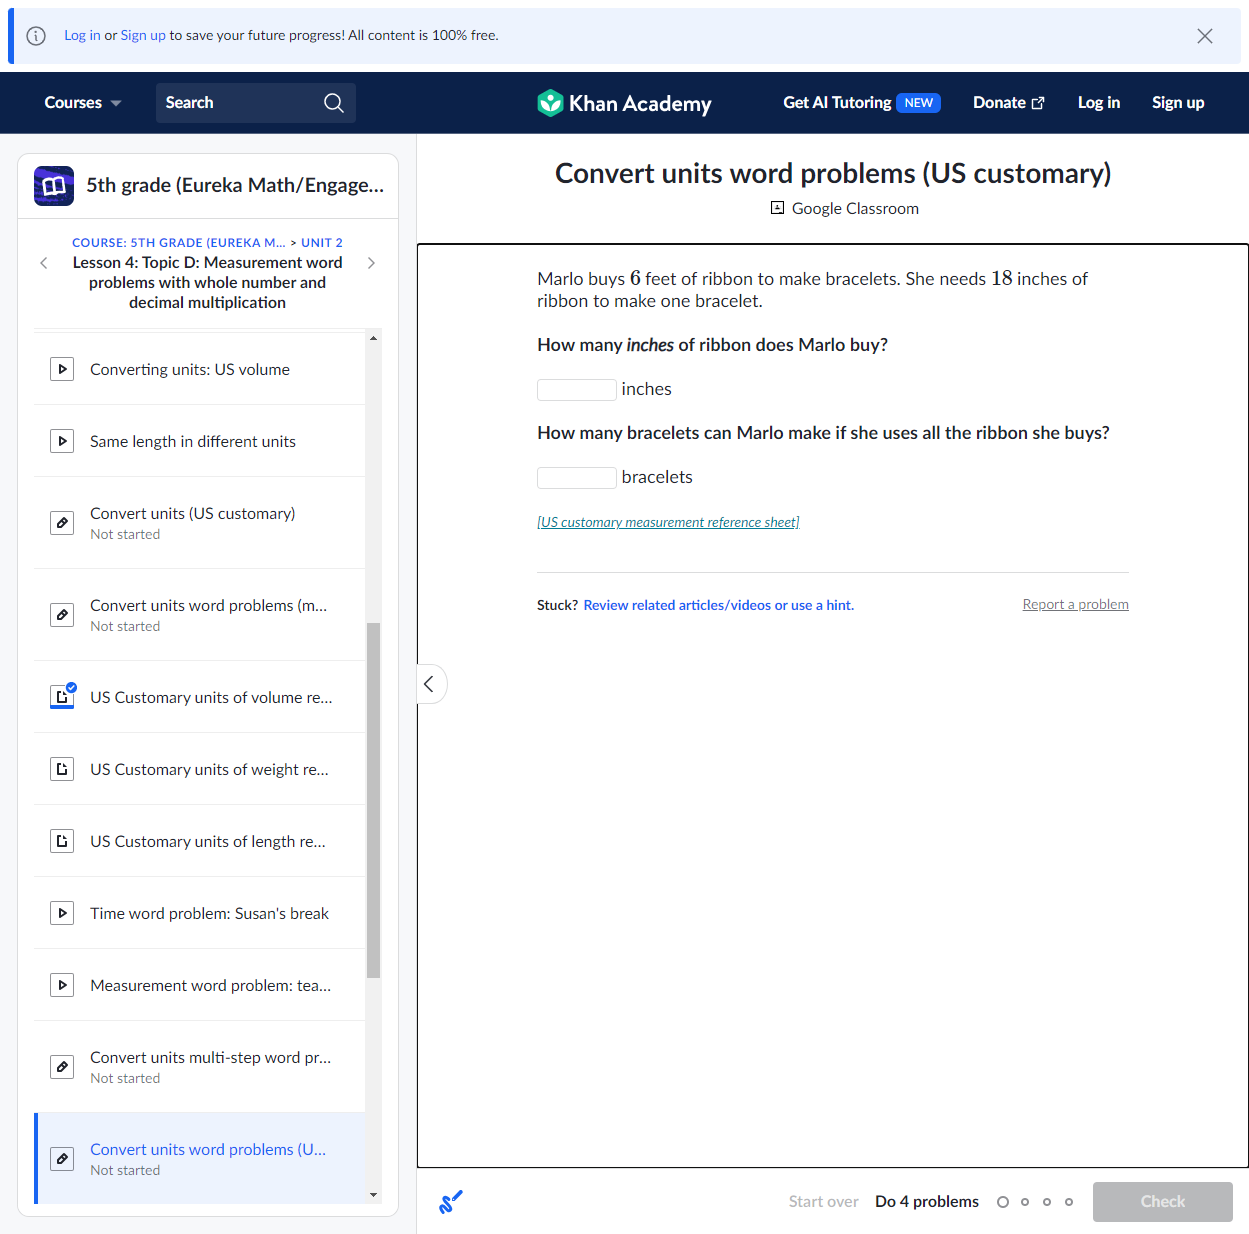 Log in or Sign up to save your future progress! All content is 100% free.
Courses
Search
Khan Academy
Get AI Tutoring NEW
Donate
Log in
Sign up
5th grade (Eureka Math/Engage...
COURSE: 5TH GRADE (EUREKA M... > UNIT 2
Lesson 4: Topic D: Measurement word
problems with whole number and
decimal multiplication
Converting units: US volume
Same length in different units
Convert units (US customary)
Not started
Convert units word problems (m...
Not started
US Customary units of volume re...
US Customary units of weight re...
US Customary units of length re...
Time word problem: Susan's break
Measurement word problem: tea...
Convert units multi-step word pr...
Not started
Convert units word problems (U...
Not started
Convert units word problems (US customary)
Google Classroom
Marlo buys 6 feet of ribbon to make bracelets. She needs 18 inches of
ribbon to make one bracelet.
How many inches of ribbon does Marlo buy?
inches
How many bracelets can Marlo make if she uses all the ribbon she buys?
bracelets
[US customary measurement reference sheet]
Stuck? Review related articles/videos or use a hint.
Report a problem
Start over
Do 4 problems
Check